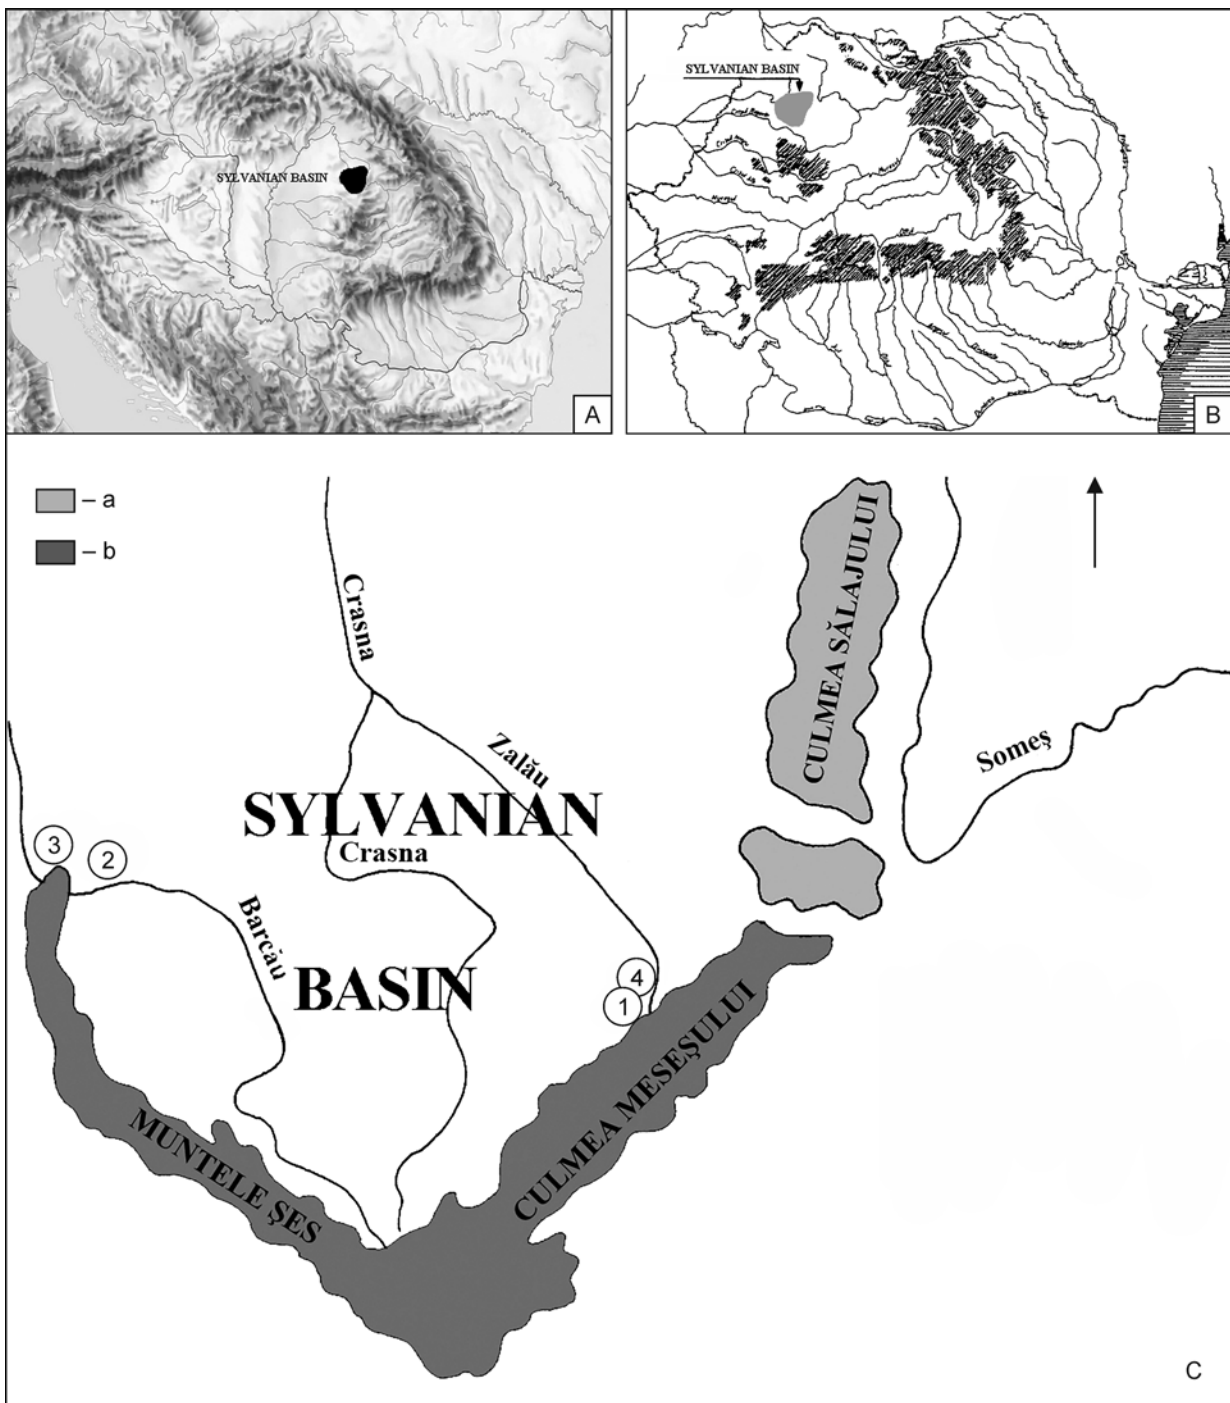 SYLVANIAN BASIN
A
SYLVANIAN BASIN
B
– a
– b
Crasna
CULMEA SĂLAJULUI
Zalău
Someş
SYLVANIAN
Crasna
3
2
Barcău
BASIN
4
1
CULMEA MESEŞULUI
MUNTELE ŞES
C